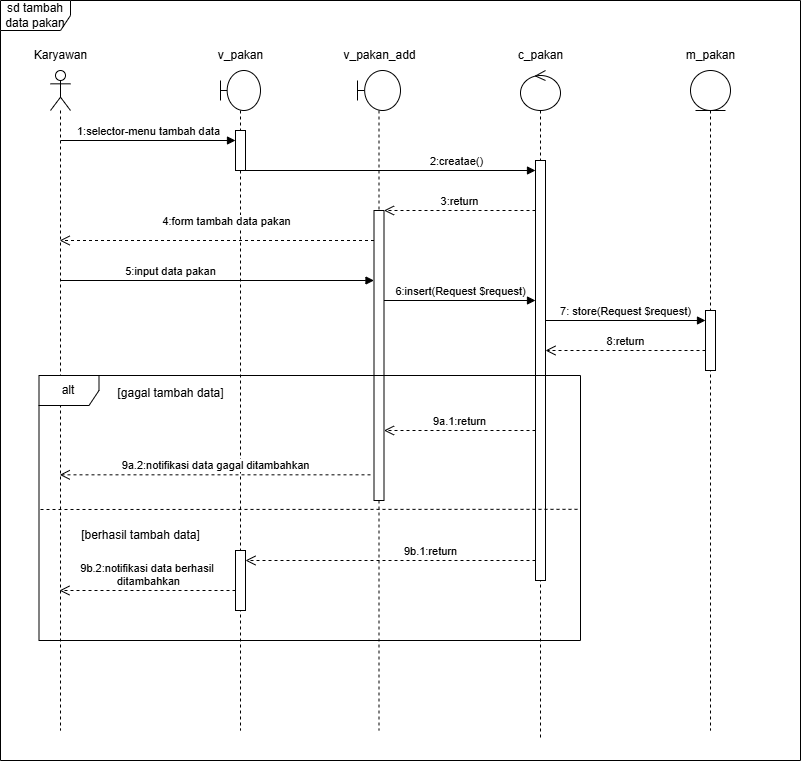 sd tambah
data pakan
Karyawan
v_pakan
v_pakan_add
c_pakan
m_pakan
1:selector-menu tambah data
2:creatae()
3:return
4:form tambah data pakan
5:input data pakan
6:insert(Request $request)
7: store(Request $request)
8:return
alt
[gagal tambah data]
9a.1:return
9a.2:notifikasi data gagal ditambahkan
[berhasil tambah data]
9b.1:return
9b.2:notifikasi data berhasil
ditambahkan